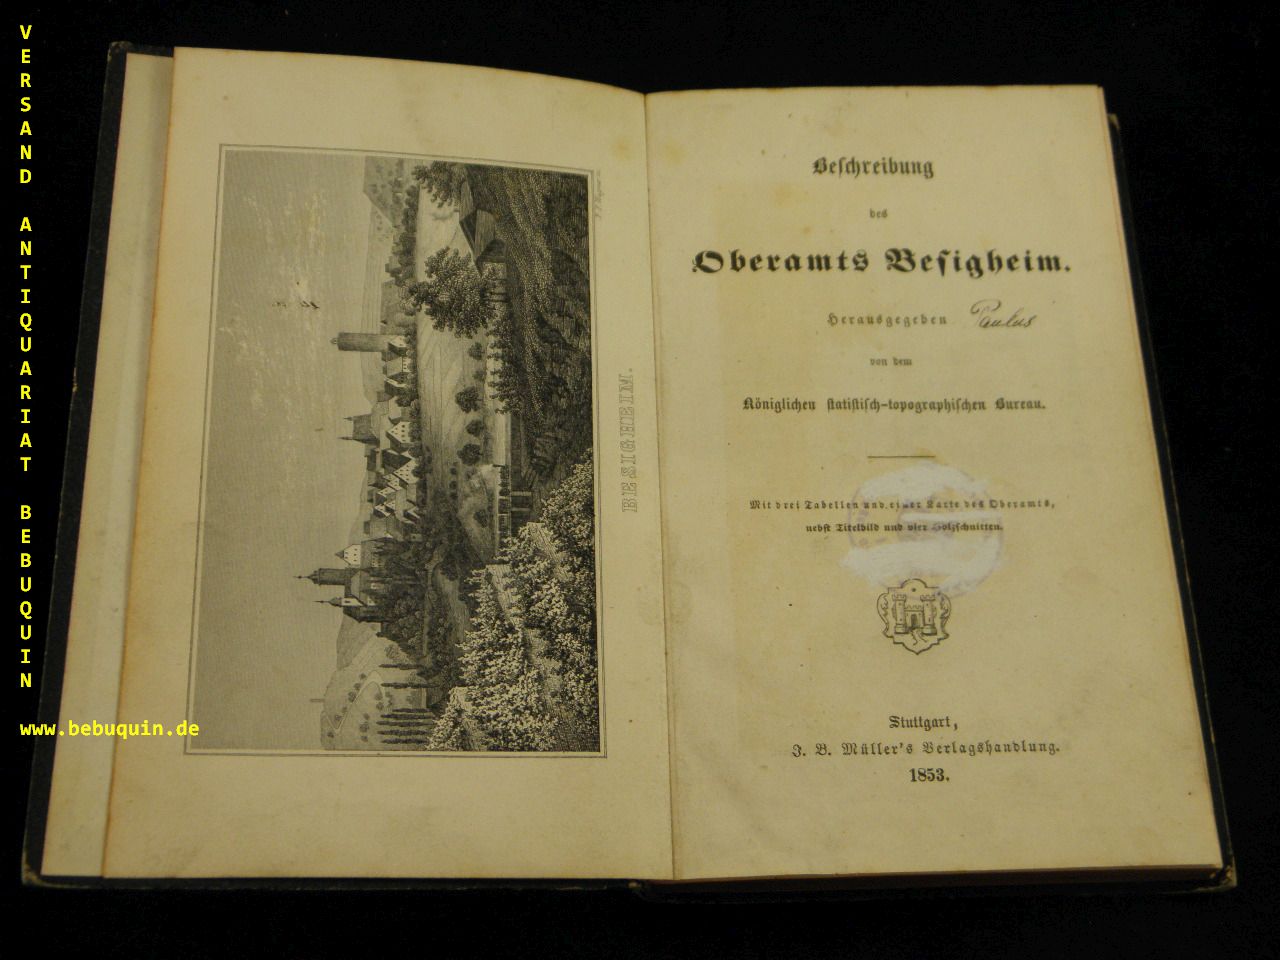 VERSAND ANTIQUARIAT BEBUQUIN
www.bebuquin.de
BESIGHEIM.
Beschreibung
des
Oberamts Besigheim.
Herausgegeben Paulus
von dem
Königlichen statistisch-topographischen Bureau.
Mit drei Tabellen und einer Karte des Oberamts,
nebst Titelbild und vier Holzschnitten.
Stuttgart,
J. B. Müller's Verlagshandlung.
1853.